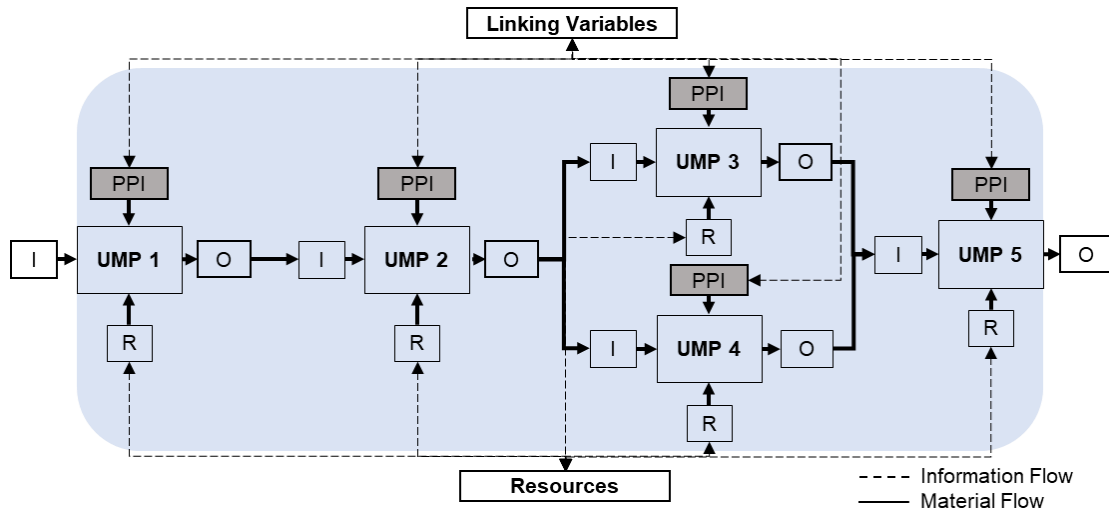 Linking Variables
PPI
PPI
PPI
PPI
I
UMP 3
O
I
UMP 1
O
I
UMP 2
O
R
I
UMP 5
O
PPI
R
R
I
UMP 4
O
R
R
Resources
Information Flow
Material Flow